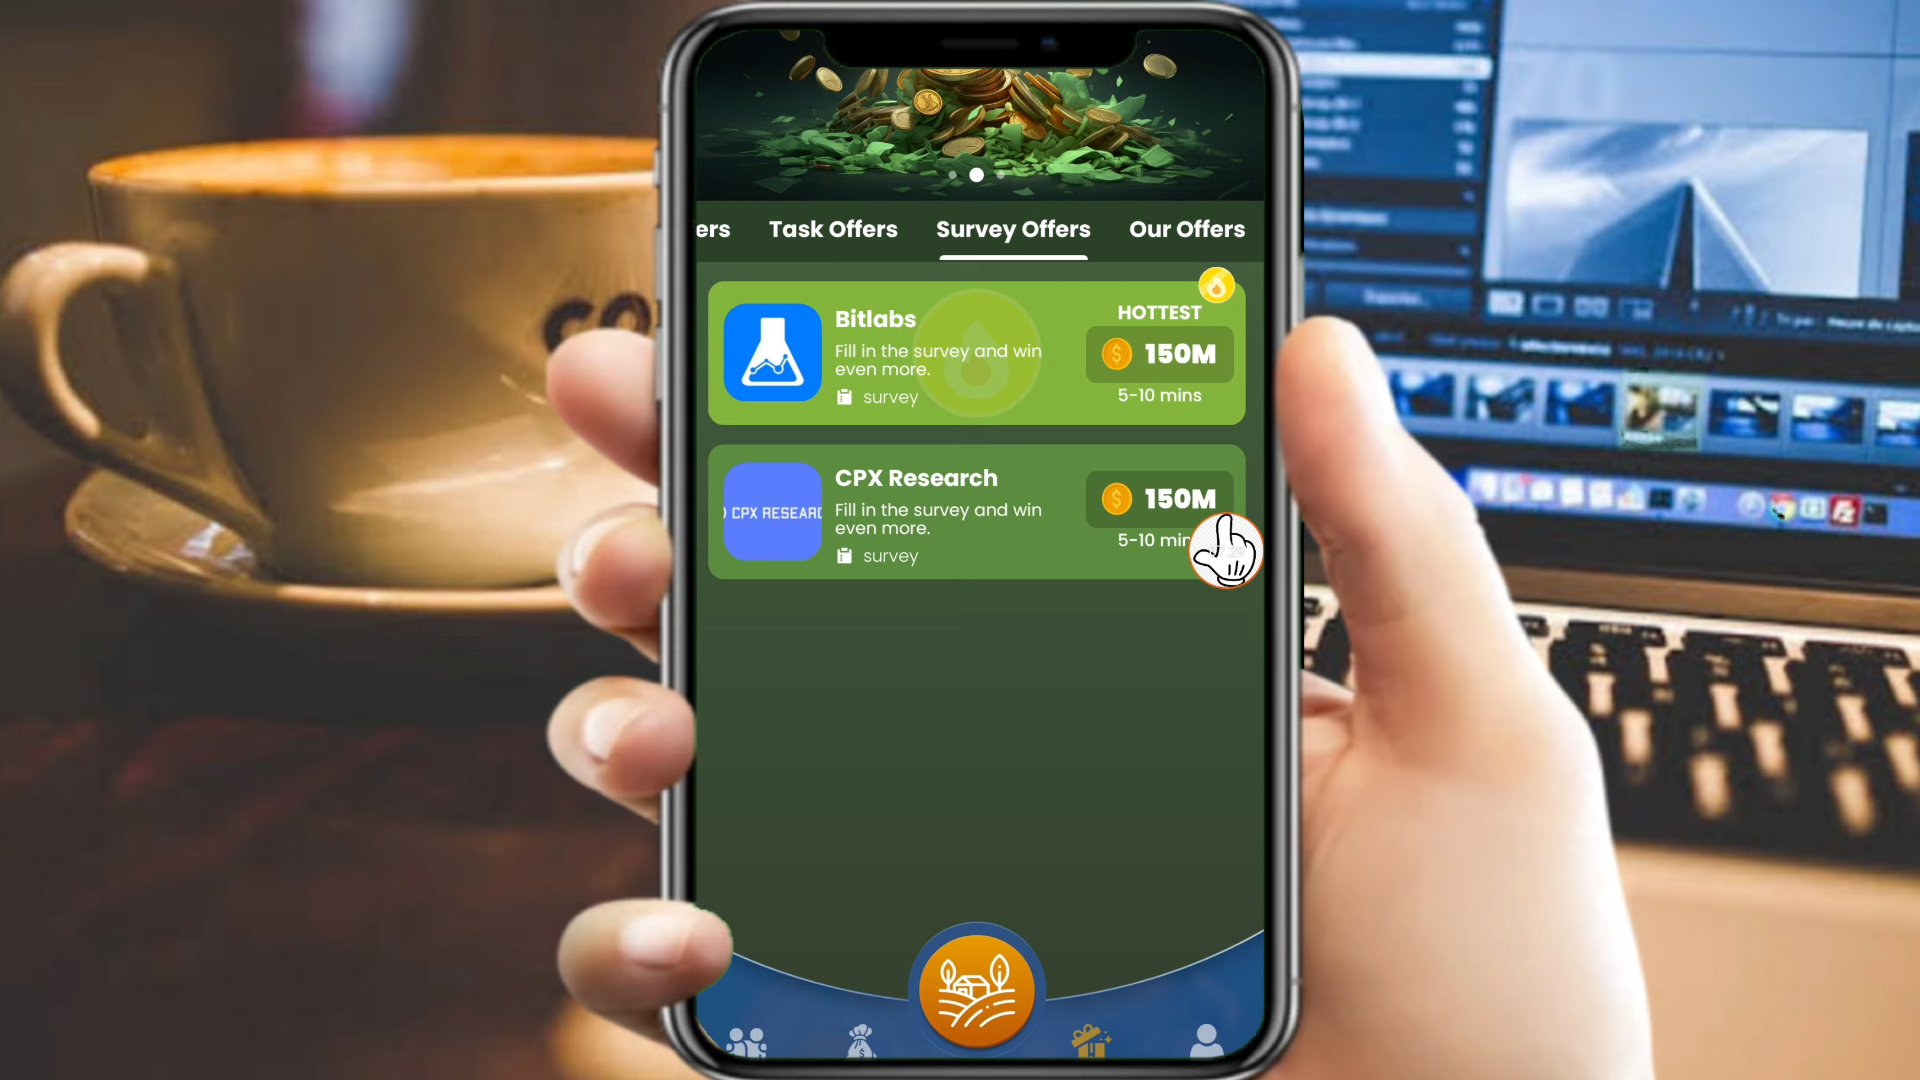 ers Task Offers Survey Offers Our Offers
Bitlabs
Fill in the survey and win
even more.
survey
HOTTEST
150M
5-10 mins
CPX Research
CPX RESEARC
Fill in the survey and win
even more.
survey
150M
5-10 min
CO